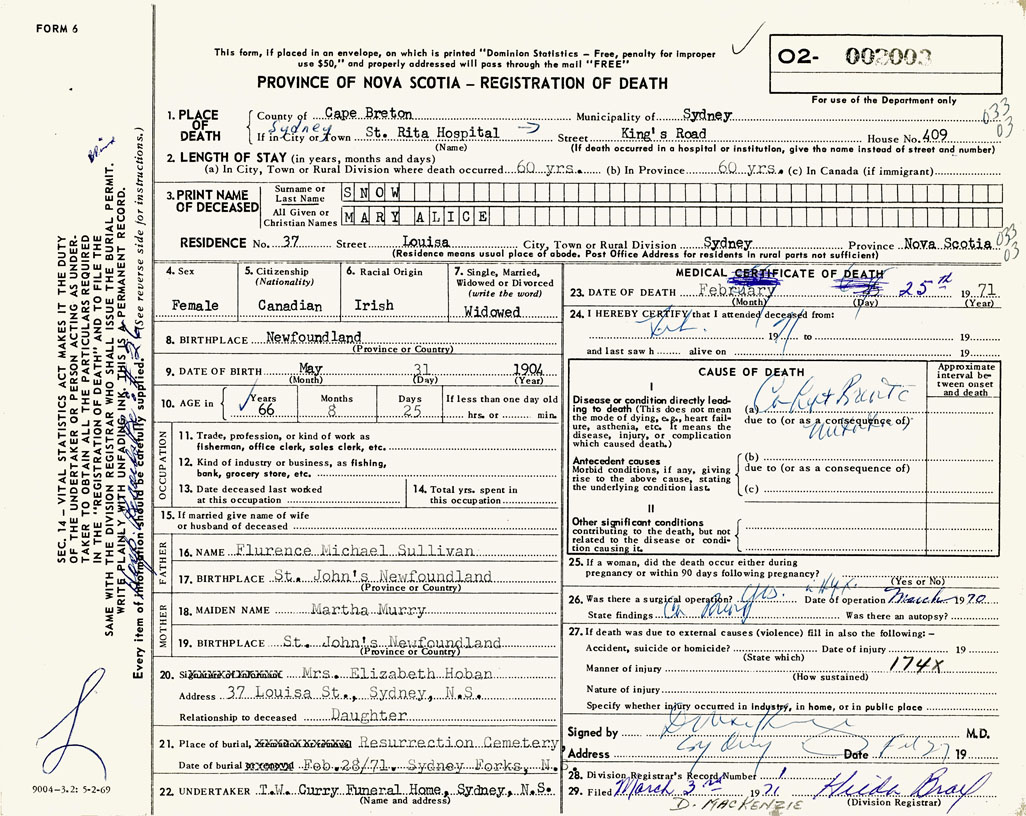 FORM 6
This form, if placed in an envelope, on which is printed "Dominion Statistics – Free, penalty for improper
use $50," and properly addressed will pass through the mail "FREE"
O2- 002003
PROVINCE OF NOVA SCOTIA – REGISTRATION OF DEATH
For use of the Department only
1. PLACE OF DEATH
County of Cape Breton Municipality of Sydney 033
03
If in City or Town Sydney St. Rita Hospital Street King's Road House No. 409
(Name) (If death occurred in a hospital or institution, give the name instead of street and number)
2. LENGTH OF STAY (in years, months and days)
(a) In City, Town or Rural Division where death occurred 60 yrs. (b) In Province 60 yrs. (c) In Canada (if immigrant)
3. PRINT NAME OF DECEASED
Surname or Last Name SNOW
All Given or Christian Names MARY ALICE
RESIDENCE No. 37 Street Louisa City, Town or Rural Division Sydney Province Nova Scotia 033
03
(Residence means usual place of abode. Post Office Address for residents in rural parts not sufficient)
4. Sex
Female
5. Citizenship
(Nationality)
Canadian
6. Racial Origin
Irish
7. Single, Married,
Widowed or Divorced
(write the word)
Widowed
8. BIRTHPLACE Newfoundland
(Province or Country)
9. DATE OF BIRTH May 31 1904
(Month) (Day) (Year)
10. AGE in Years Months Days If less than one day old
66 8 25 hrs. or min.
OCCUPATION
11. Trade, profession, or kind of work as
fisherman, office clerk, sales clerk, etc.
12. Kind of industry or business, as fishing,
bank, grocery store, etc.
13. Date deceased last worked
at this occupation
14. Total yrs. spent in
this occupation
15. If married give name of wife
or husband of deceased
FATHER
16. NAME Flurence Michael Sullivan
17. BIRTHPLACE St. John's Newfoundland
(Province or Country)
MOTHER
18. MAIDEN NAME Martha Murry
19. BIRTHPLACE St. John's Newfoundland
(Province or Country)
20. Mrs. Elizabeth Hoban
Address 37 Louisa St., Sydney, N.S.
Relationship to deceased Daughter
21. Place of burial, Resurrection Cemetery
Date of burial Feb.28/71. Sydney Forks, N.
22. UNDERTAKER T.W. Curry Funeral Home, Sydney, N.S.
(Name and address)
MEDICAL CERTIFICATE OF DEATH
23. DATE OF DEATH February 25th 1971
(Month) (Day) (Year)
24. I HEREBY CERTIFY that I attended deceased from:
1971 to 19
and last saw h alive on 19
CAUSE OF DEATH
Approximate interval between onset and death
I
Disease or condition directly leading
to death (This does not mean
the mode of dying, e.g., heart failure,
asthenia, etc. It means the
disease, injury, or complication
which caused death.)
(a) Ca
due to (or as a consequence of)
Antecedent causes
Morbid conditions, if any, giving
rise to the above cause, stating
the underlying condition last.
(b)
due to (or as a consequence of)
(c)
II
Other significant conditions
contributing to the death, but not
related to the disease or condition
causing it.
25. If a woman, did the death occur either during
pregnancy or within 90 days following pregnancy?
(Yes or No)
26. Was there a surgical operation? yes. Date of operation March 1970
State findings Ca Was there an autopsy?
27. If death was due to external causes (violence) fill in also the following: –
Accident, suicide or homicide? Date of injury 19
(State which)
Manner of injury 174X
(How sustained)
Nature of injury
Specify whether injury occurred in industry, in home, or in public place
Signed by M.D.
Address Sydney Date Feb 27 19
28. Division Registrar's Record Number 1
29. Filed March 3rd 1971 Hilda Bray
D. MACKENZIE (Division Registrar)
SEC. 14 – VITAL STATISTICS ACT MAKES IT THE DUTY
OF THE UNDERTAKER OR PERSON ACTING AS UNDERTAKER
TO OBTAIN ALL THE PARTICULARS REQUIRED
IN THE "REGISTRATION OF DEATH" AND TO FILE THE
SAME WITH THE DIVISION REGISTRAR WHO SHALL ISSUE THE BURIAL PERMIT.
WRITE PLAINLY WITH UNFADING INK. THIS IS A PERMANENT RECORD.
Every item of information should be carefully supplied. (See reverse side for instructions.)
9004-3.2: 5-2-69